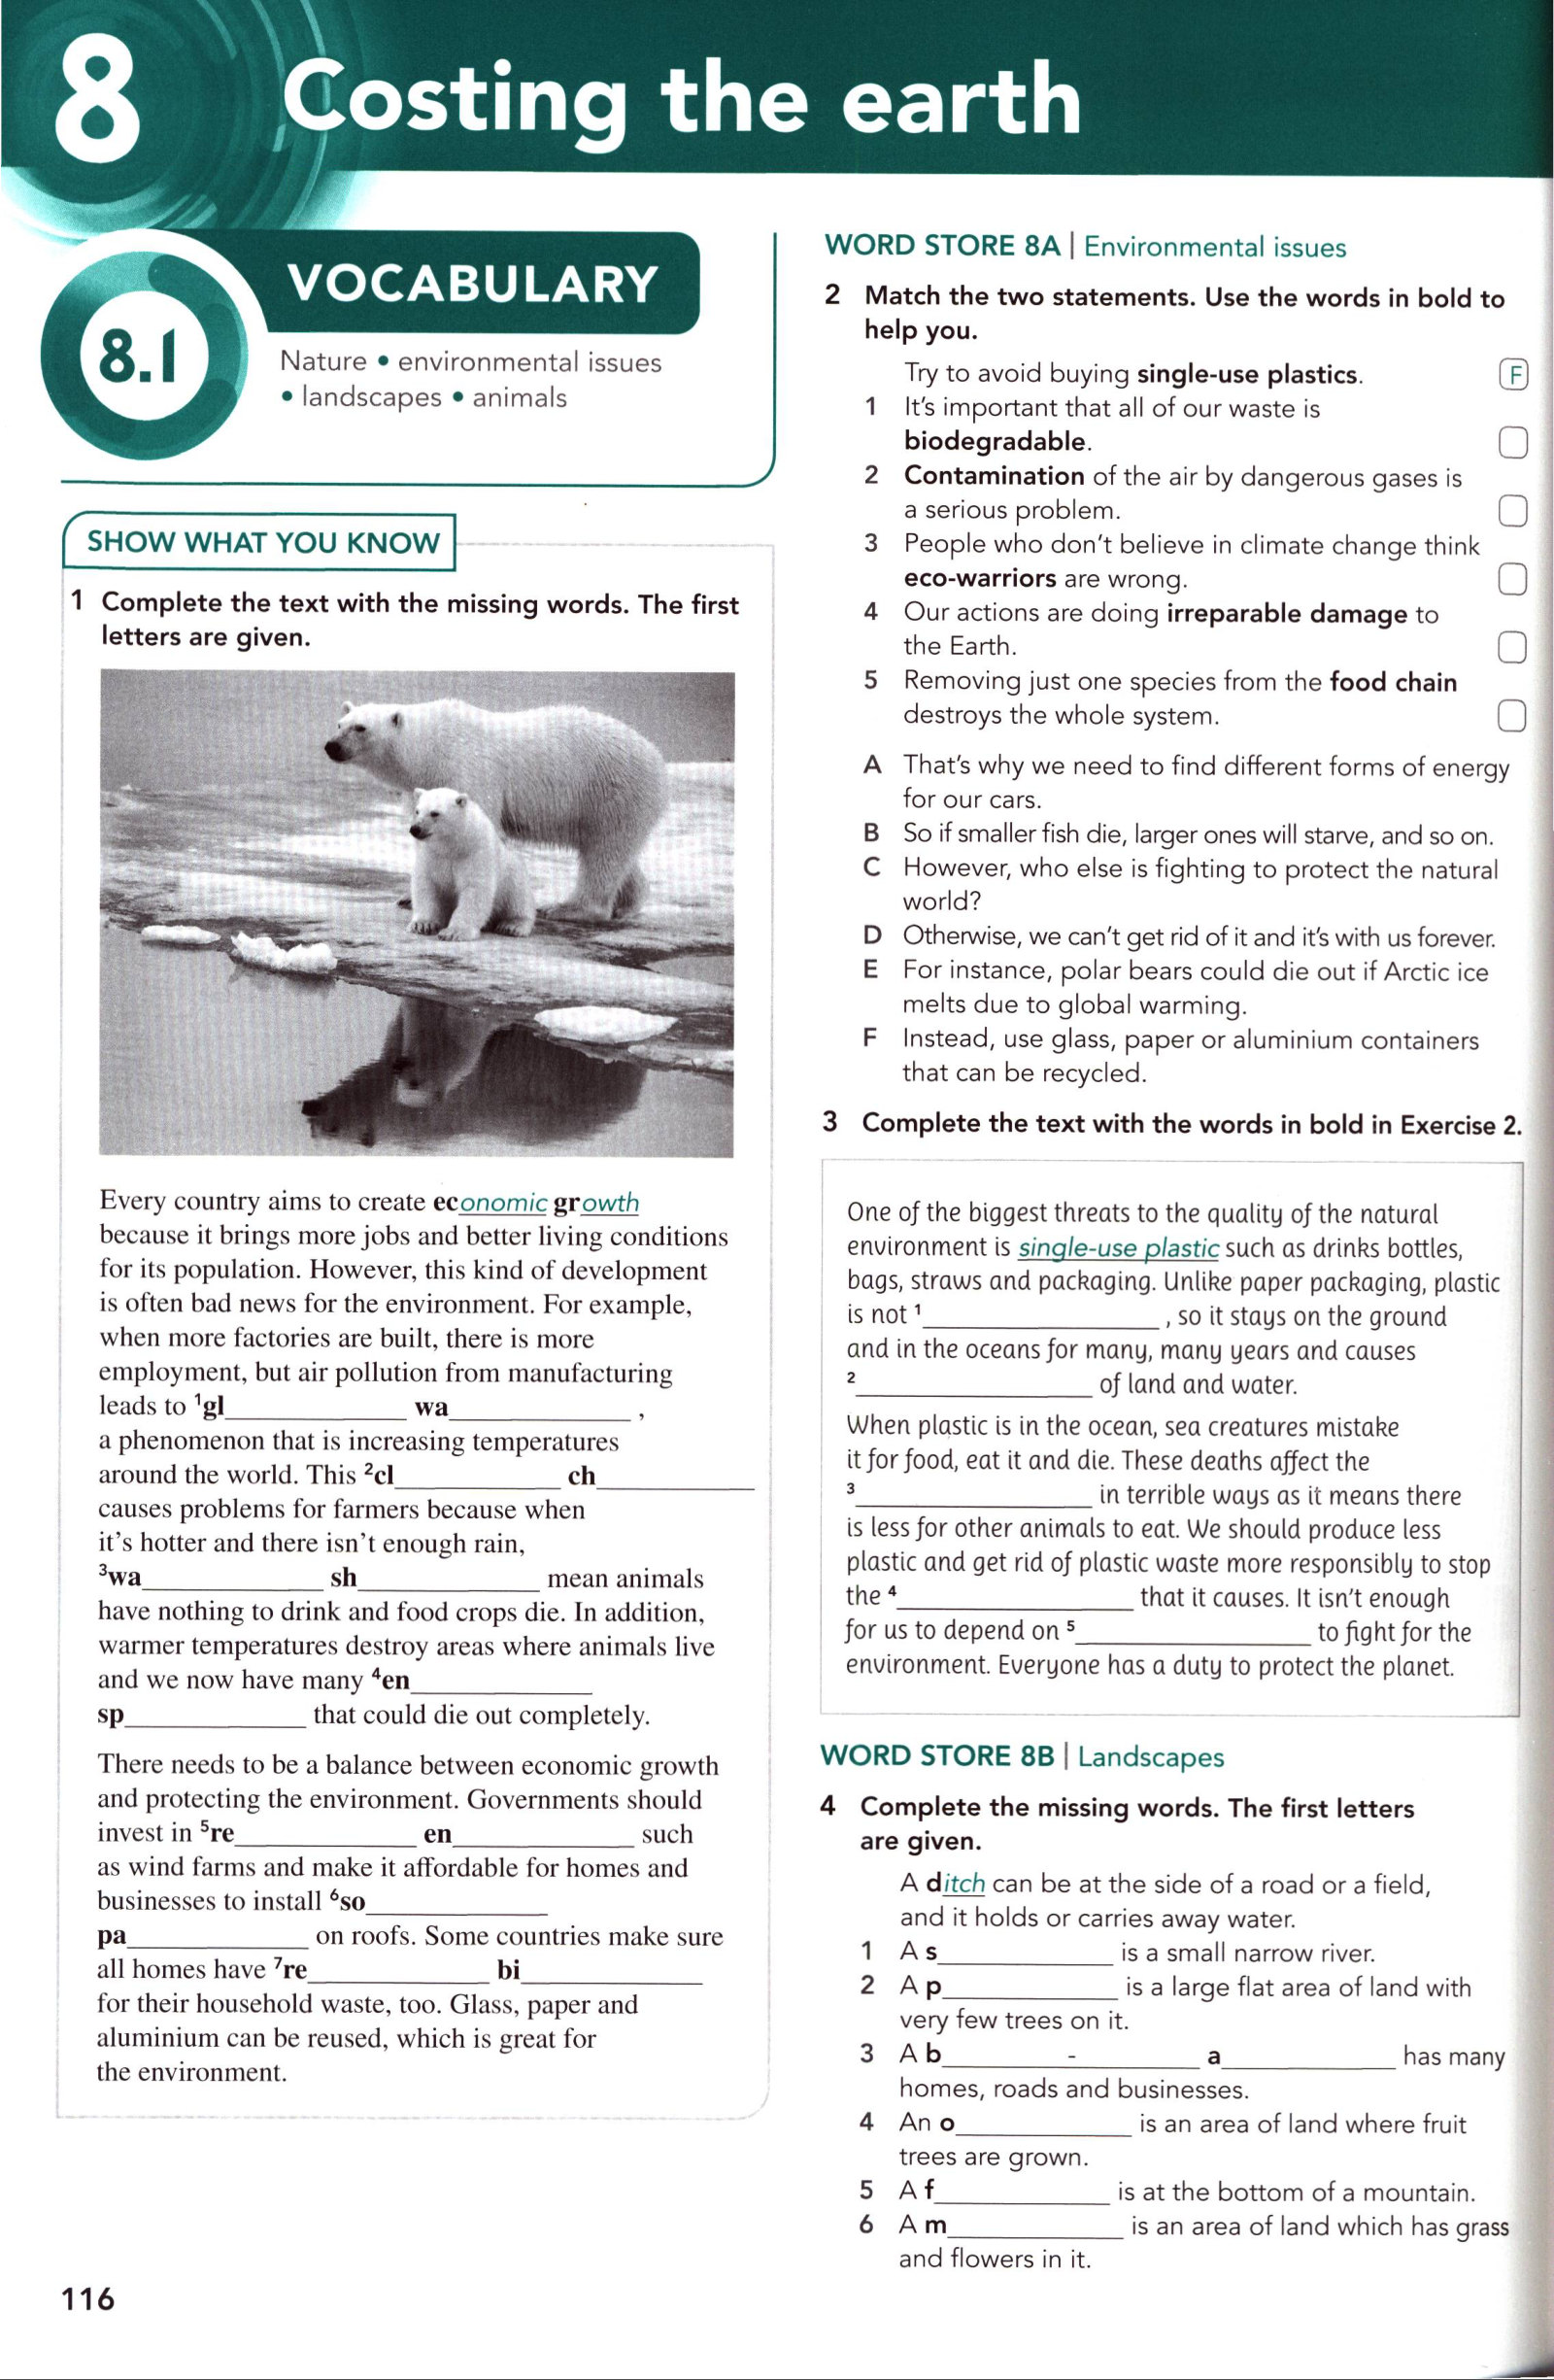 8 Costing the earth
8.1
VOCABULARY
Nature • environmental issues
• landscapes • animals
SHOW WHAT YOU KNOW
1 Complete the text with the missing words. The first
letters are given.
Every country aims to create economic growth
because it brings more jobs and better living conditions
for its population. However, this kind of development
is often bad news for the environment. For example,
when more factories are built, there is more
employment, but air pollution from manufacturing
leads to ¹gl____________ wa____________ ,
a phenomenon that is increasing temperatures
around the world. This ²cl____________ ch____________
causes problems for farmers because when
it's hotter and there isn't enough rain,
³wa____________ sh____________ mean animals
have nothing to drink and food crops die. In addition,
warmer temperatures destroy areas where animals live
and we now have many ⁴en____________
sp____________ that could die out completely.
There needs to be a balance between economic growth
and protecting the environment. Governments should
invest in ⁵re____________ en____________ such
as wind farms and make it affordable for homes and
businesses to install ⁶so____________
pa____________ on roofs. Some countries make sure
all homes have ⁷re____________ bi____________
for their household waste, too. Glass, paper and
aluminium can be reused, which is great for
the environment.
116
WORD STORE 8A | Environmental issues
2 Match the two statements. Use the words in bold to
help you.
Try to avoid buying single-use plastics. F
1 It's important that all of our waste is
biodegradable.
2 Contamination of the air by dangerous gases is
a serious problem.
3 People who don't believe in climate change think
eco-warriors are wrong.
4 Our actions are doing irreparable damage to
the Earth.
5 Removing just one species from the food chain
destroys the whole system.
A That's why we need to find different forms of energy
for our cars.
B So if smaller fish die, larger ones will starve, and so on.
C However, who else is fighting to protect the natural
world?
D Otherwise, we can't get rid of it and it's with us forever.
E For instance, polar bears could die out if Arctic ice
melts due to global warming.
F Instead, use glass, paper or aluminium containers
that can be recycled.
3 Complete the text with the words in bold in Exercise 2.
One of the biggest threats to the quality of the natural
environment is single-use plastic such as drinks bottles,
bags, straws and packaging. Unlike paper packaging, plastic
is not ¹________________ , so it stays on the ground
and in the oceans for many, many years and causes
²________________ of land and water.
When plastic is in the ocean, sea creatures mistake
it for food, eat it and die. These deaths affect the
³________________ in terrible ways as it means there
is less for other animals to eat. We should produce less
plastic and get rid of plastic waste more responsibly to stop
the ⁴________________ that it causes. It isn't enough
for us to depend on ⁵________________ to fight for the
environment. Everyone has a duty to protect the planet.
WORD STORE 8B | Landscapes
4 Complete the missing words. The first letters
are given.
A ditch can be at the side of a road or a field,
and it holds or carries away water.
1 A s____________ is a small narrow river.
2 A p____________ is a large flat area of land with
very few trees on it.
3 A b________-________ a____________ has many
homes, roads and businesses.
4 An o____________ is an area of land where fruit
trees are grown.
5 A f____________ is at the bottom of a mountain.
6 A m____________ is an area of land which has grass
and flowers in it.